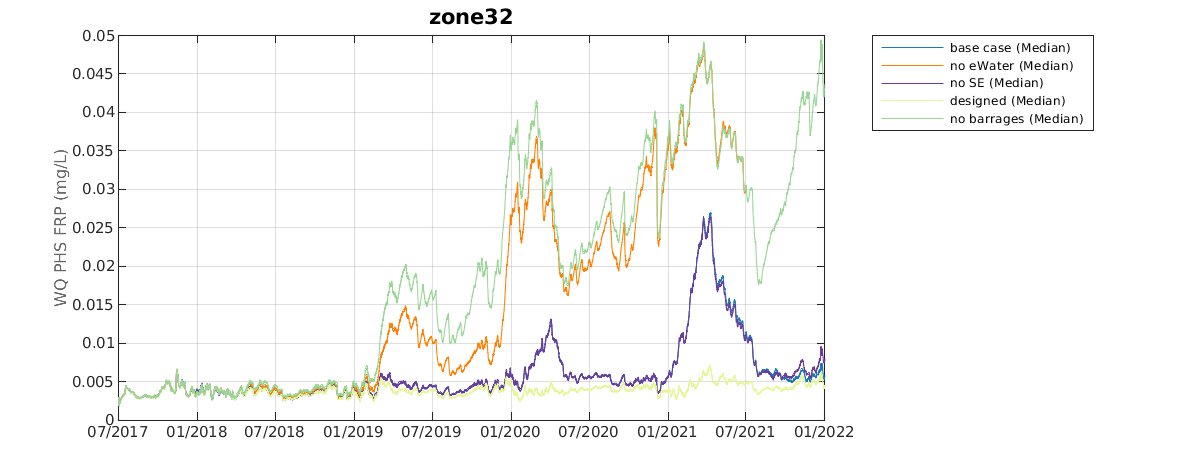 zone32
WQ PHS FRP (mg/L)
0.05
0.045
0.04
0.035
0.03
0.025
0.02
0.015
0.01
0.005
0
07/2017 01/2018 07/2018 01/2019 07/2019 01/2020 07/2020 01/2021 07/2021 01/2022
base case (Median)
no eWater (Median)
no SE (Median)
designed (Median)
no barrages (Median)